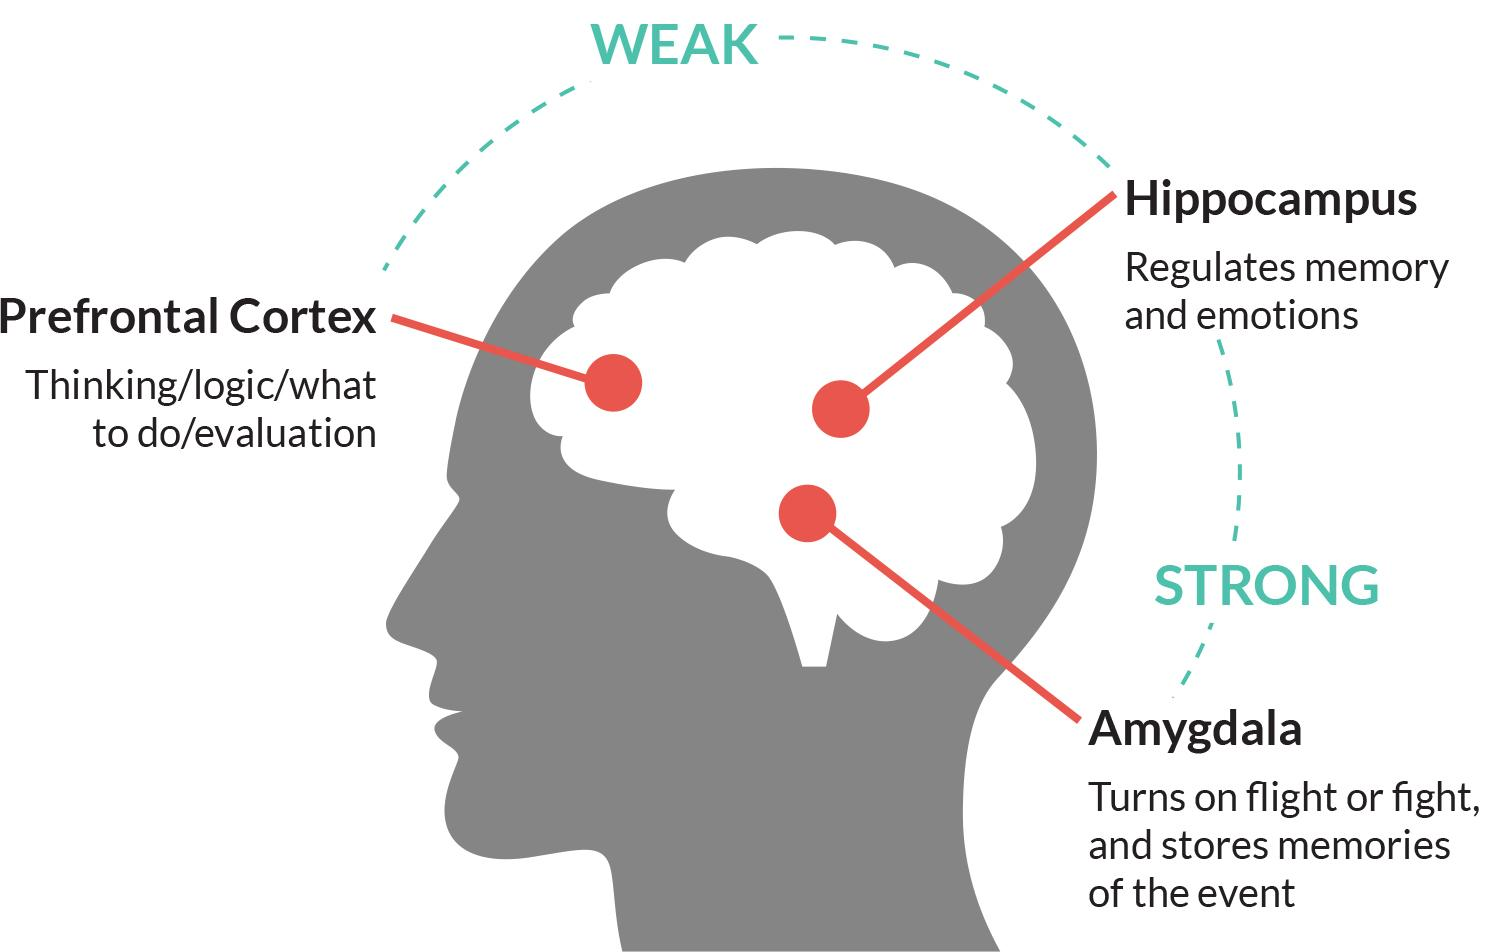 WEAK
Hippocampus
Regulates memory
and emotions
Prefrontal Cortex
Thinking/logic/what
to do/evaluation
STRONG
Amygdala
Turns on flight or fight,
and stores memories
of the event